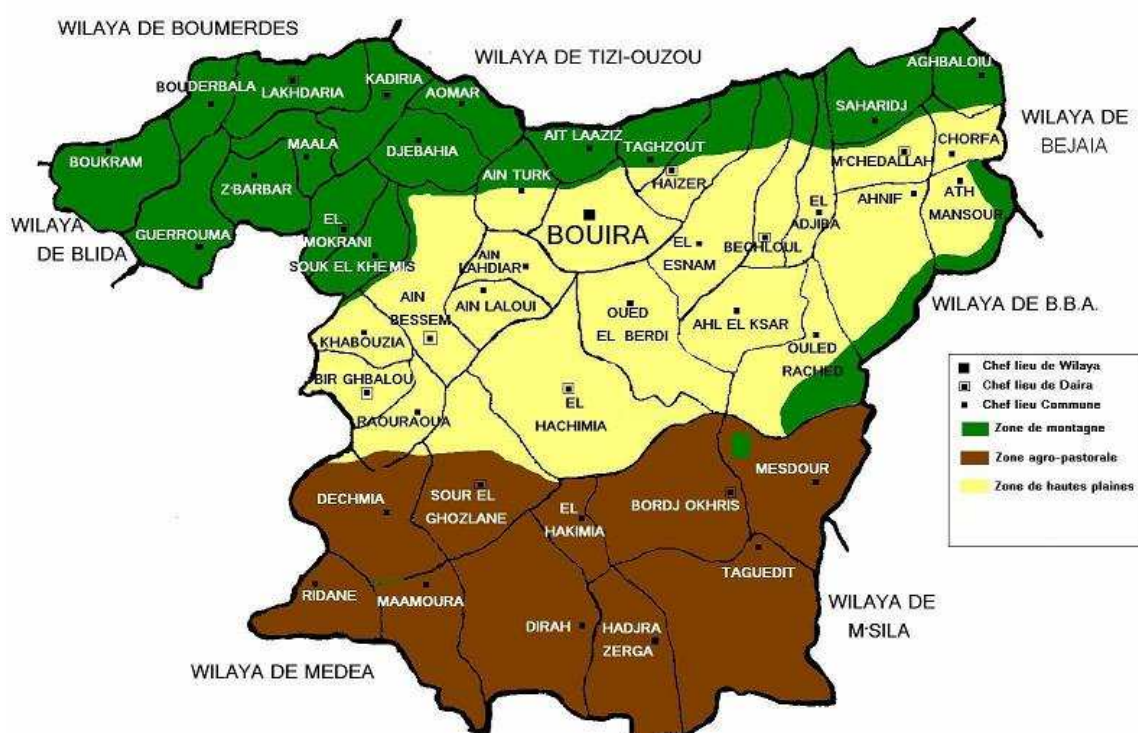 WILAYA DE BOUMERDES
WILAYA DE TIZI-OUZOU
AGHBALOIU
BOUDERBALA
LAKHDARIA
KADIRIA
AOMAR
SAHARIDJ
WILAYA DE
BEJAIA
BOUKRAM
MAALA
DJEBAHIA
AIT LAAZIZ
TAGHZOUT
CHORFA
M'CHEDALLAH
Z'BARBAR
AIN TURK
HAIZER
AHNIF
ATH
MANSOUR
WILAYA
DE BLIDA
GUERROUMA
EL
MOKRANI
SOUK EL KHEMIS
BOUIRA
EL
ESNAM
BECHLOUL
EL
ADJIBA
AIN
LAHDIAR
AIN
BESSEM
AIN LALOUI
OUED
EL BERDI
AHL EL KSAR
OULED
RACHED
WILAYA DE B.B.A.
KHABOUZIA
BIR GHBALOU
RAOURAOUA
EL
HACHIMIA
Chef lieu de Wilaya
Chef lieu de Daira
Chef lieu Commune
Zone de montagne
Zone agro-pastorale
Zone de hautes plaines
DECHMIA
SOUR EL
GHOZLANE
EL
HAKIMIA
BORDJ OKHRIS
MESDOUR
TAGUEDIT
RIDANE
MAAMOURA
DIRAH
HADJRA
ZERGA
WILAYA DE
M'SILA
WILAYA DE MEDEA